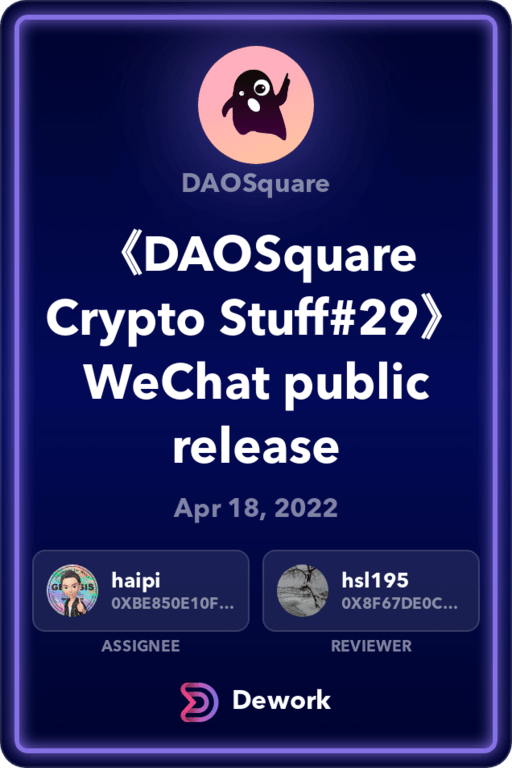 DAOSquare
《DAOSquare
Crypto Stuff#29》
WeChat public
release
Apr 18, 2022
haipi
0XBE850E10F...
ASSIGNEE
hsl195
0X8F67DE0C...
REVIEWER
Dework